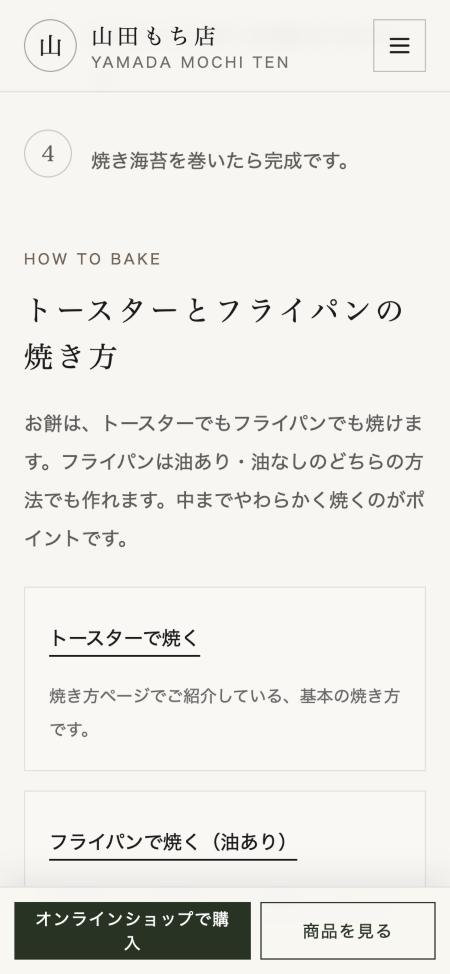 山
山田もち店
YAMADA MOCHI TEN
4
焼き海苔を巻いたら完成です。
HOW TO BAKE
トースターとフライパンの
焼き方
お餅は、トースターでもフライパンでも焼けま
す。フライパンは油あり・油なしのどちらの方
法でも作れます。中までやわらかく焼くのがポ
イントです。
トースターで焼く
焼き方ページでご紹介している、基本の焼き方
です。
フライパンで焼く（油あり）
オンラインショップで購
入
商品を見る